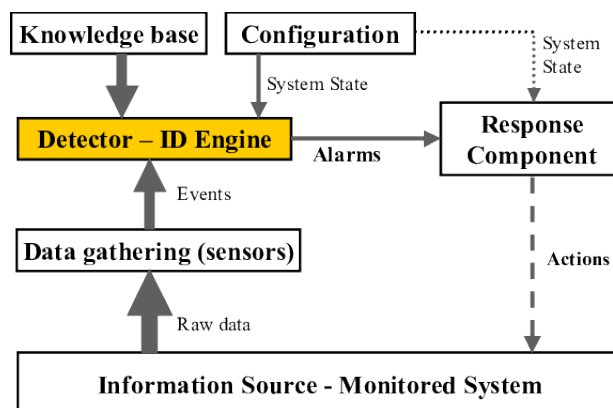 Knowledge base
Configuration
System State
System
State
Detector – ID Engine
Alarms
Response
Component
Events
Data gathering (sensors)
Actions
Raw data
Information Source - Monitored System